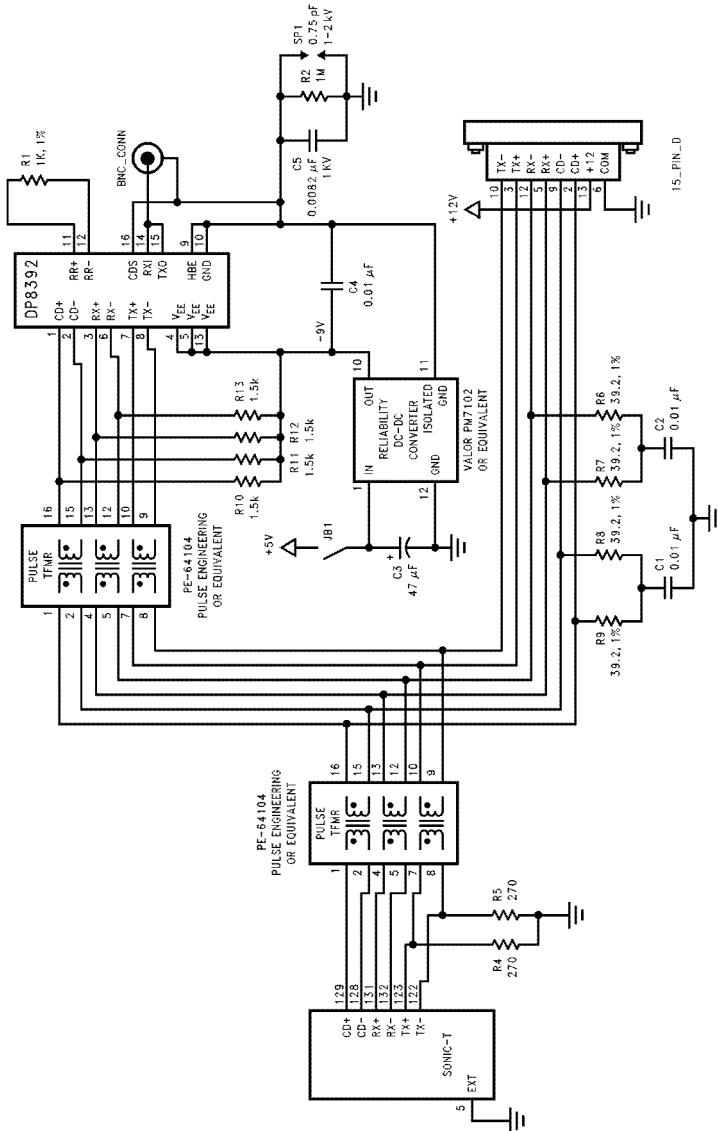 SONIC-T
EXT
5
CD+ 129
CD- 128
RX+ 131
RX- 132
TX+ 123
TX- 122
R4
270
R5
270
PE-64104
PULSE ENGINEERING
OR EQUIVALENT
PULSE
TFMR
1 16
2 15
4 13
5 12
7 10
8 9
PE-64104
PULSE ENGINEERING
OR EQUIVALENT
PULSE
TFMR
1 16
2 15
4 13
5 12
7 10
8 9
R10
1.5k
R11
1.5k
R12
1.5k
R13
1.5k
DP8392
1 CD+
2 CD-
3 RX+
6 RX-
7 TX+
8 TX-
4 VEE
5 VEE
13 VEE
RR+ 11
RR- 12
CDS 16
RXI 14
TXO 15
HBE 9
GND 10
R1
1K, 1%
BNC_CONN
C5
0.0082 µF
1KV
R2
1M
SP1
0.75 pF
1-2 kV
-9V
C4
0.01 µF
+5V
JB1
C3
+
47 µF
RELIABILITY
DC-DC
CONVERTER
ISOLATED
1 IN
12 GND
OUT 10
GND 11
VALOR PM7102
OR EQUIVALENT
+12V
10 TX-
3 TX+
12 RX-
5 RX+
9 CD-
2 CD+
13 +12
6 COM
15_PIN_D
R9
39.2, 1%
R8
39.2, 1%
R7
39.2, 1%
R6
39.2, 1%
C1
0.01 µF
C2
0.01 µF